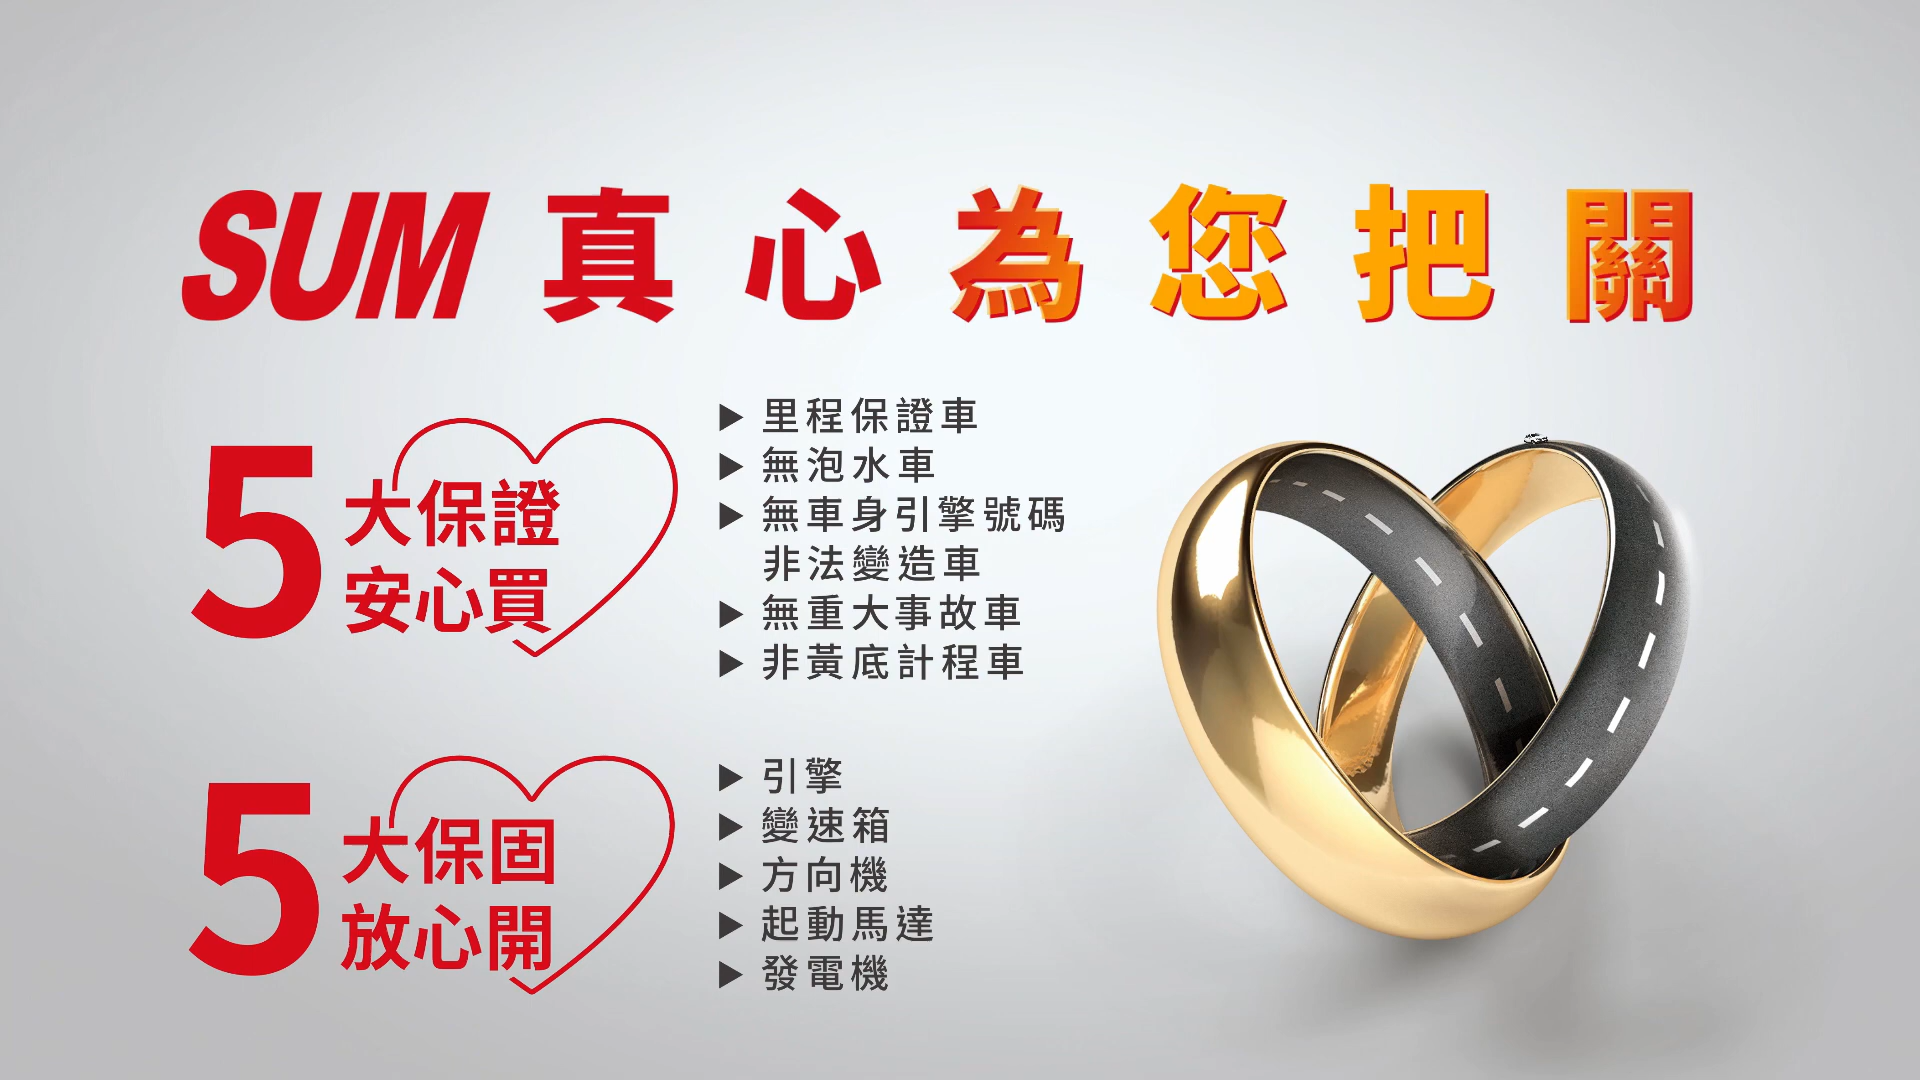 SUM 真心為您把關
5大保證
安心買
▶ 里程保證車
▶ 無泡水車
▶ 無車身引擎號碼
非法變造車
▶ 無重大事故車
▶ 非黃底計程車
5大保固
放心開
▶ 引擎
▶ 變速箱
▶ 方向機
▶ 起動馬達
▶ 發電機